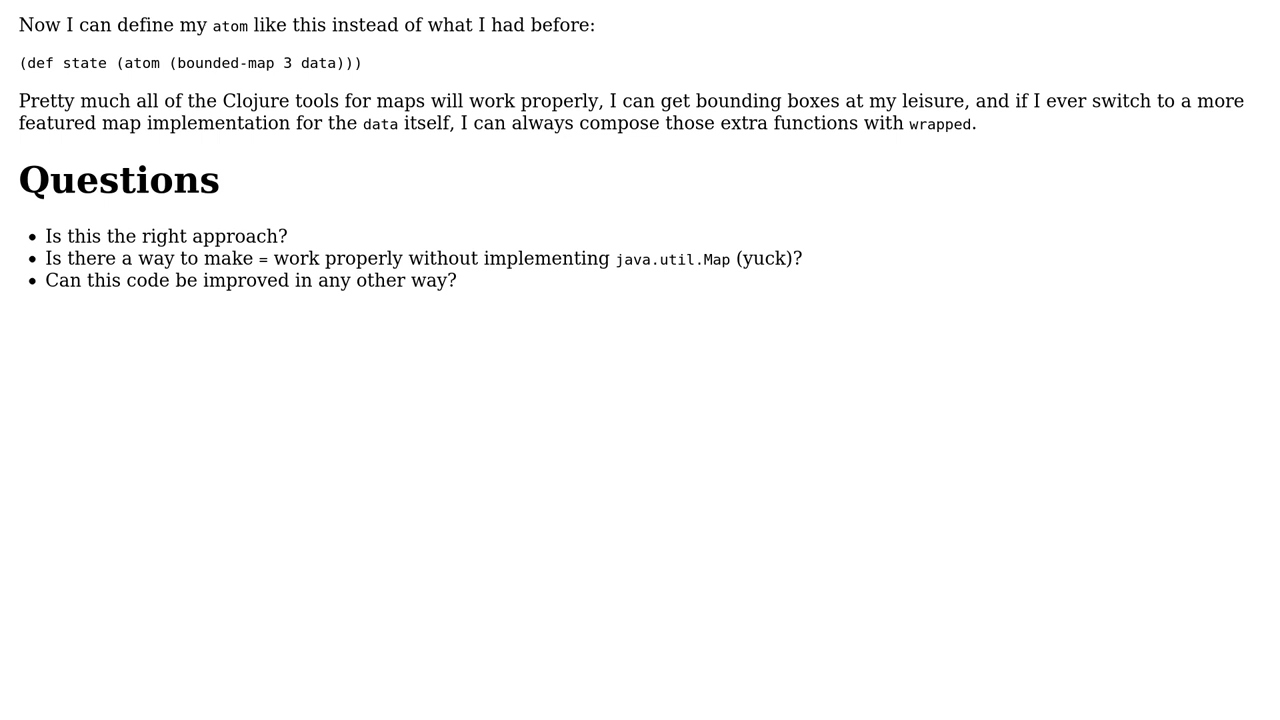 Now I can define my atom like this instead of what I had before:
(def state (atom (bounded-map 3 data)))
Pretty much all of the Clojure tools for maps will work properly, I can get bounding boxes at my leisure, and if I ever switch to a more
featured map implementation for the data itself, I can always compose those extra functions with wrapped.
Questions
• Is this the right approach?
• Is there a way to make = work properly without implementing java.util.Map (yuck)?
• Can this code be improved in any other way?